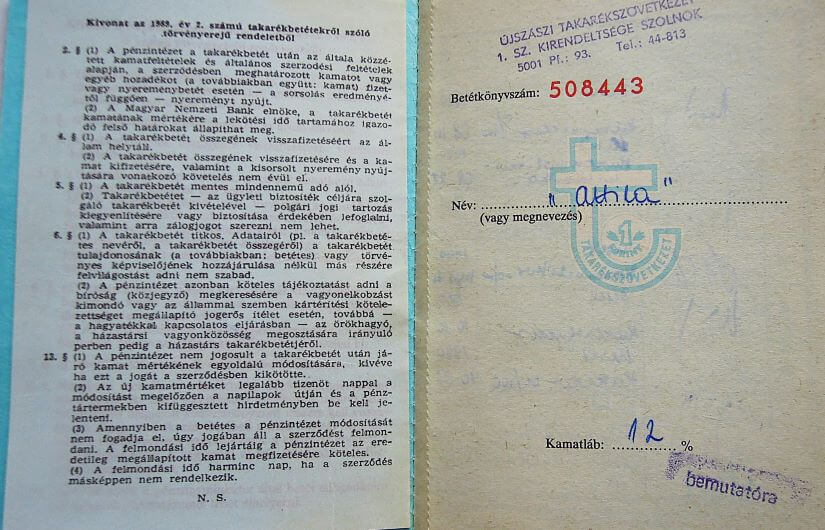 Kivonat az 1989. év 2. számú takarékbetétekről szóló
törvényerejű rendeletből
3. § (1) A pénzintézet a takarékbetét után az általa közzé-
tett kamatfeltételek és általános szerződési feltételek
alapján, a szerződésben meghatározott kamatot vagy
egyéb hozadékot (a továbbiakban együtt: kamat) fizet-
vagy nyereménybetét esetén — a sorsolás eredményé-
től függően — nyereményt nyújt.
(2) A Magyar Nemzeti Bank elnöke, a takarékbetét
kamatának mértékére a lekötési idő tartamához igazo-
dó felső határokat állapíthat meg.
4. § (1) A takarékbetét összegének visszafizetéséért az ál-
lam helytáll.
(2) A takarékbetét összegének visszafizetésére és a ka-
mat kifizetésére, valamint a kisorsolt nyeremény nyúj-
tására vonatkozó követelés nem évül el.
5. § (1) A takarékbetét mentes mindennemű adó alól.
(2) Takarékbetétet — az ügyleti biztosíték céljára szol-
gáló takarékbetét kivételével — polgári jogi tartozás
kiegyenlítésére vagy biztosítása érdekében lefoglalni,
valamint arra zálogjogot szerezni nem lehet.
6. § (1) A takarékbetét titkos. Adatairól (pl. a takarékbeté-
tes nevéről, a takarékbetét összegéről) a takarékbetét
tulajdonosának (a továbbiakban: betétes) vagy törvé-
nyes képviselőjének hozzájárulása nélkül más részére
felvilágosítást adni nem szabad.
(2) A pénzintézet azonban köteles tájékoztatást adni a
bíróság (közjegyző) megkeresésére a vagyonelkobzást
kimondó vagy az állammal szemben kártérítési kötele-
zettséget megállapító jogerős ítélet esetén, továbbá —
a hagyatékkal kapcsolatos eljárásban — az örökhagyó,
a házastársi vagyonközösség megosztására irányuló
perben pedig a házastárs takarékbetétjéről.
13. § (1) A pénzintézet nem jogosult a takarékbetét után já-
ró kamat mértékének egyoldalú módosítására, kivéve
ha ezt a jogát a szerződésben kikötötte.
(2) Az új kamatmértéket legalább tizenöt nappal a
módosítást megelőzően a napilapok útján és a pénz-
tártermekben kifüggesztett hirdetményben be kell je-
lenteni.
(3) Amennyiben a betétes a pénzintézet módosítását
nem fogadja el, úgy jogában áll a szerződést felmon-
dani. A felmondási idő lejártáig a pénzintézet az ere-
detileg megállapított kamat megfizetésére köteles.
(4) A felmondási idő harminc nap, ha a szerződés
másképpen nem rendelkezik.
N. S.
ÚJSZÁSZI TAKARÉKSZÖVETKEZET
1. SZ. KIRENDELTSÉGE SZOLNOK
5001 Pf.: 93. Tel.: 44-813
Betétkönyvszám: 508443
Név: "Attila"
(vagy megnevezés)
1
FORINT
TAKARÉKSZÖVETKEZET
Kamatláb: 12 %
bemutatóra